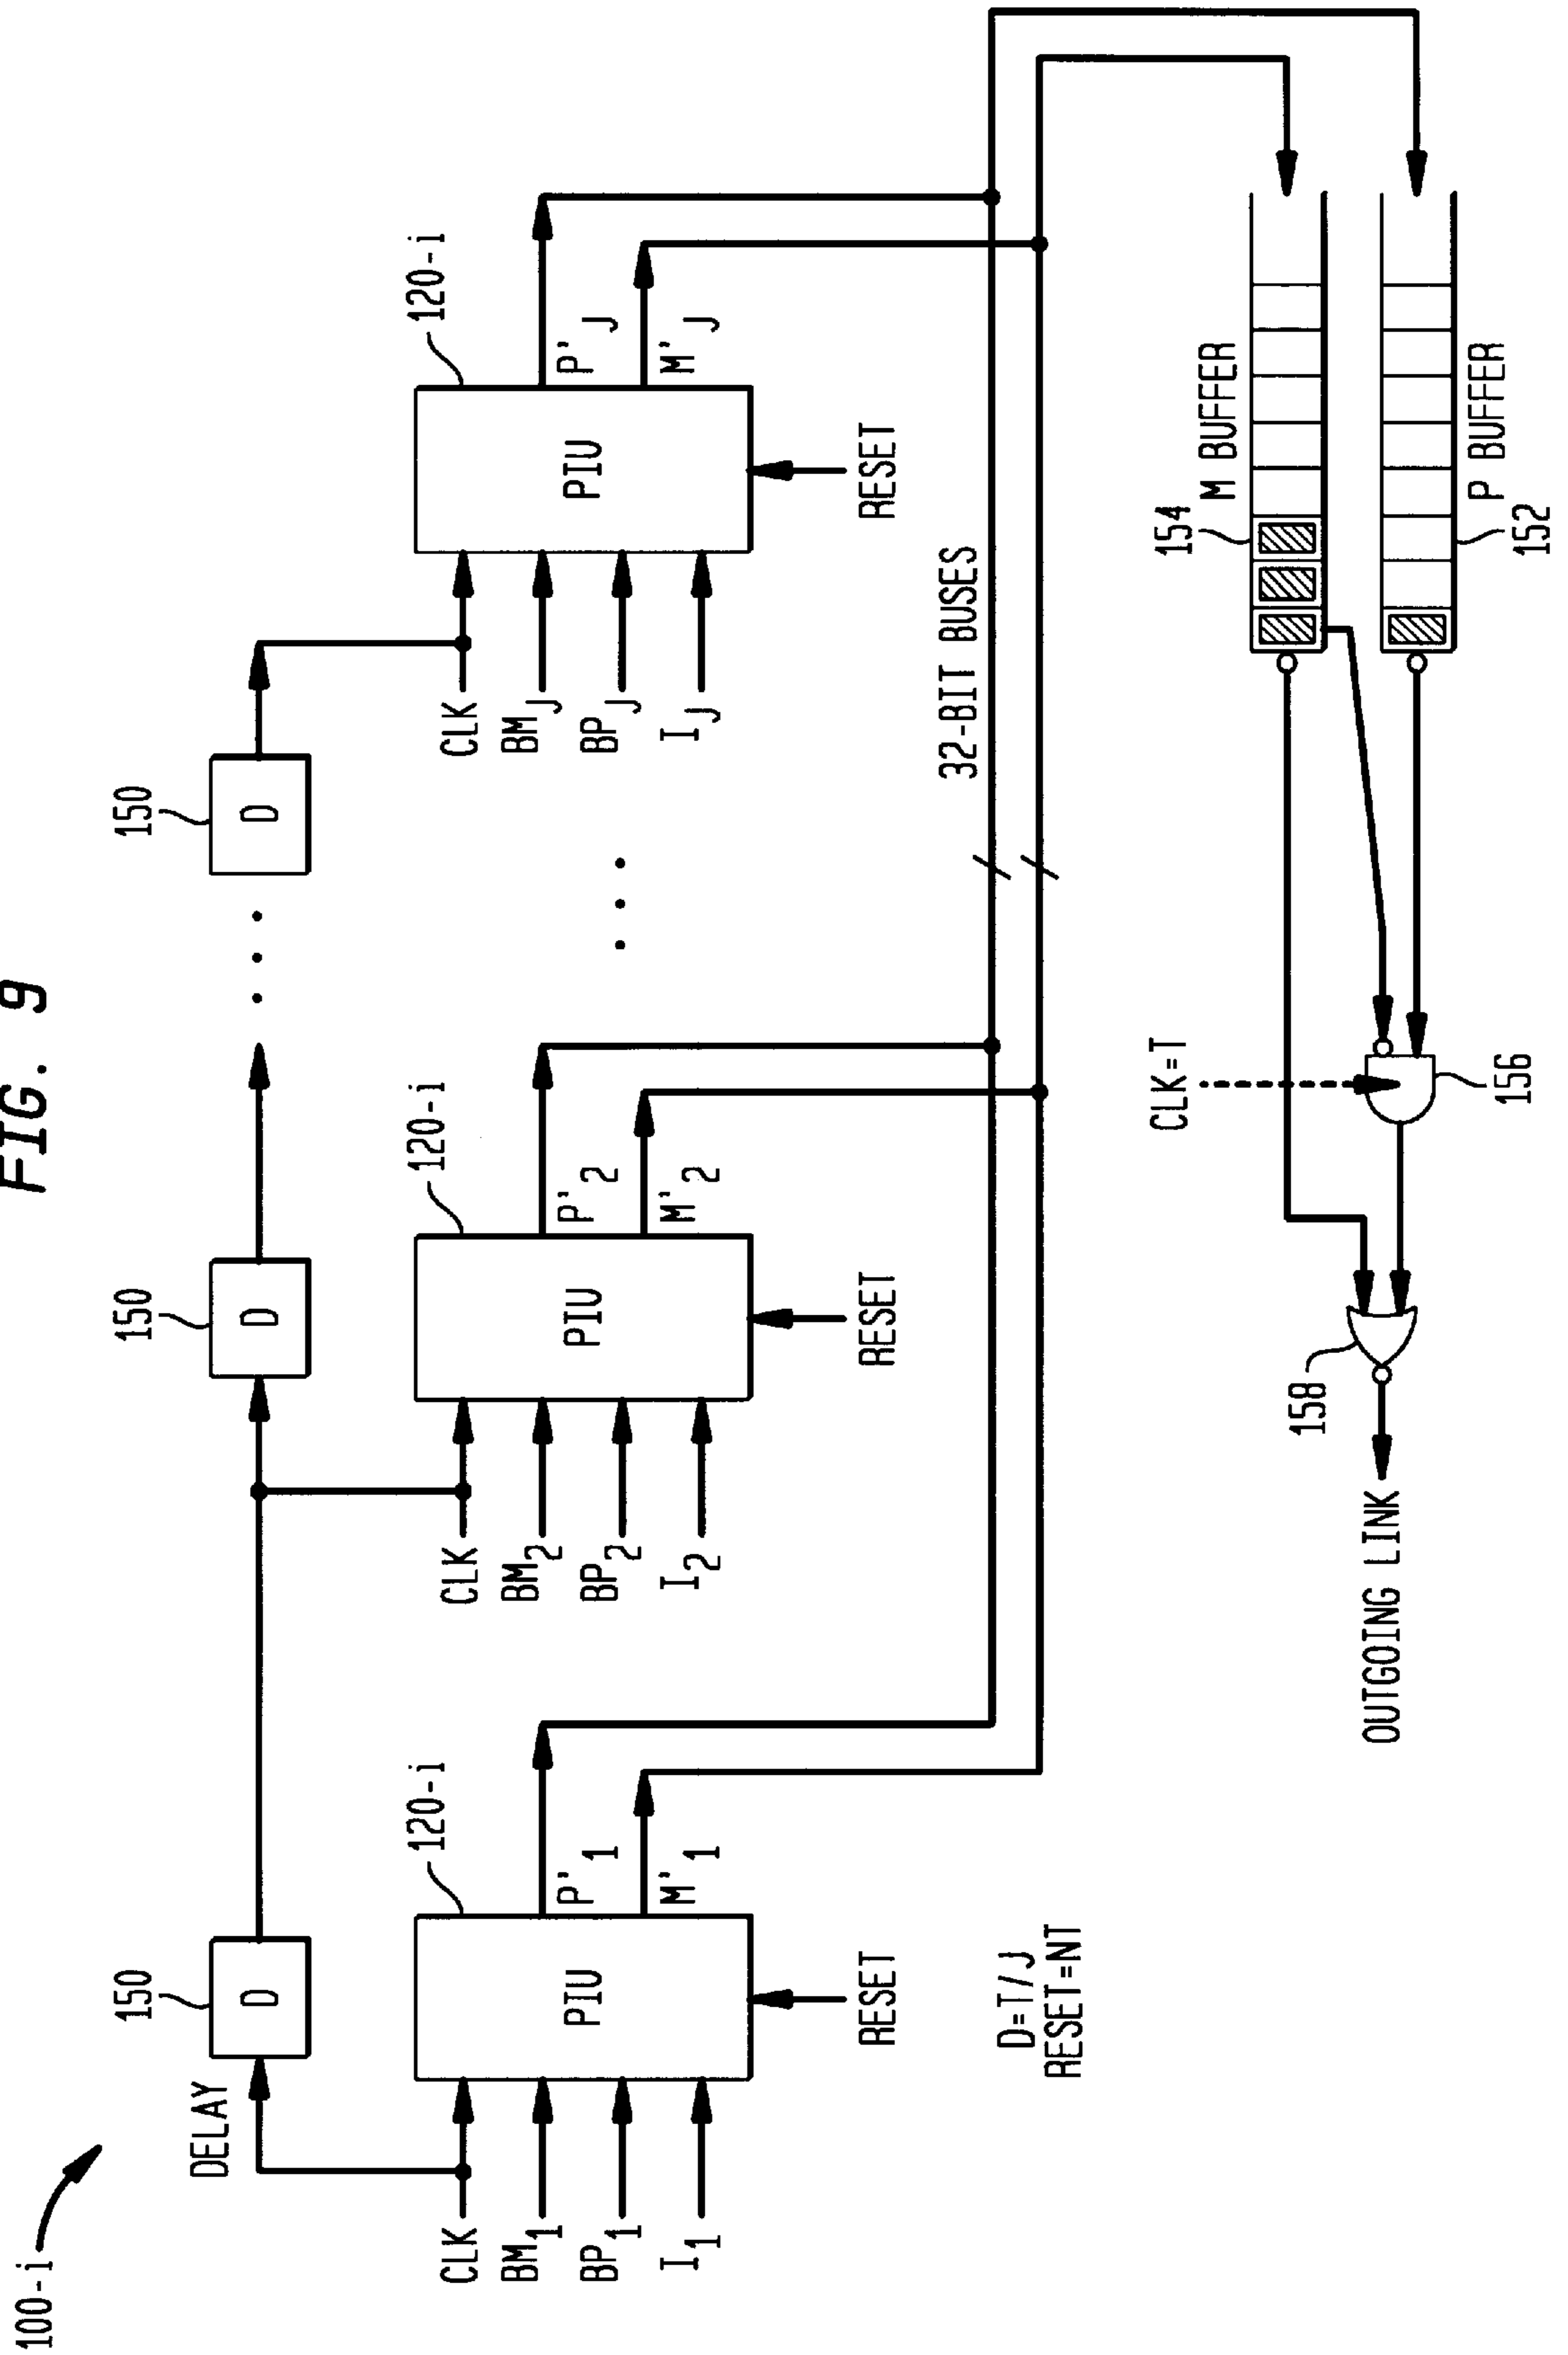 FIG. 9
100-i
DELAY
150
D
150
D
. . .
150
D
120-i
PIU
CLK
BM1
BP1
I1
P'1
M'1
RESET
120-i
PIU
CLK
BM2
BP2
I2
P'2
M'2
RESET
. . .
120-i
PIU
CLK
BMJ
BPJ
IJ
P'J
M'J
RESET
D=T/J
RESET=NT
32-BIT BUSES
154
M BUFFER
P BUFFER
152
CLK=T
156
158
OUTGOING LINK